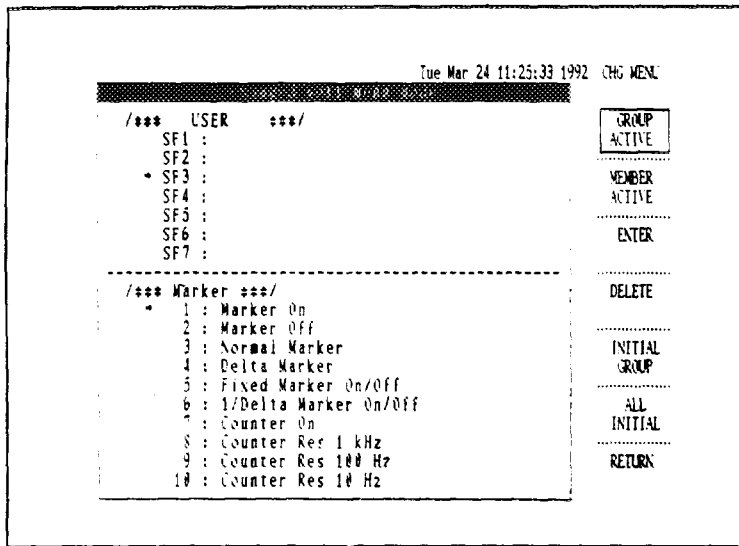 Tue Mar 24 11:25:33 1992 CHG MENU
/*** USER ***/
SF1 :
SF2 :
SF3 :
SF4 :
SF5 :
SF6 :
SF7 :
/*** Marker ***/
1 : Marker On
2 : Marker Off
3 : Normal Marker
4 : Delta Marker
5 : Fixed Marker On/Off
6 : 1/Delta Marker On/Off
7 : Counter On
8 : Counter Res 1 kHz
9 : Counter Res 100 Hz
10 : Counter Res 10 Hz
GROUP
ACTIVE
MEMBER
ACTIVE
ENTER
DELETE
INITIAL
GROUP
ALL
INITIAL
RETURN